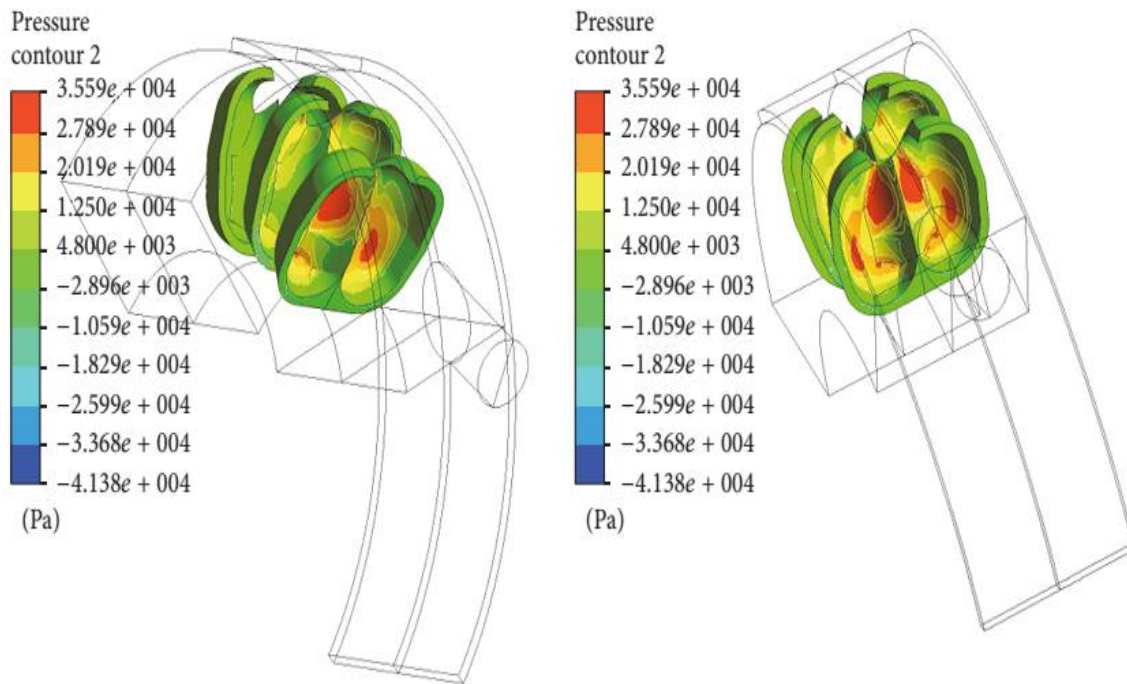 Pressure
contour 2
3.559e + 004
2.789e + 004
2.019e + 004
1.250e + 004
4.800e + 003
−2.896e + 003
−1.059e + 004
−1.829e + 004
−2.599e + 004
−3.368e + 004
−4.138e + 004
(Pa)
Pressure
contour 2
3.559e + 004
2.789e + 004
2.019e + 004
1.250e + 004
4.800e + 003
−2.896e + 003
−1.059e + 004
−1.829e + 004
−2.599e + 004
−3.368e + 004
−4.138e + 004
(Pa)